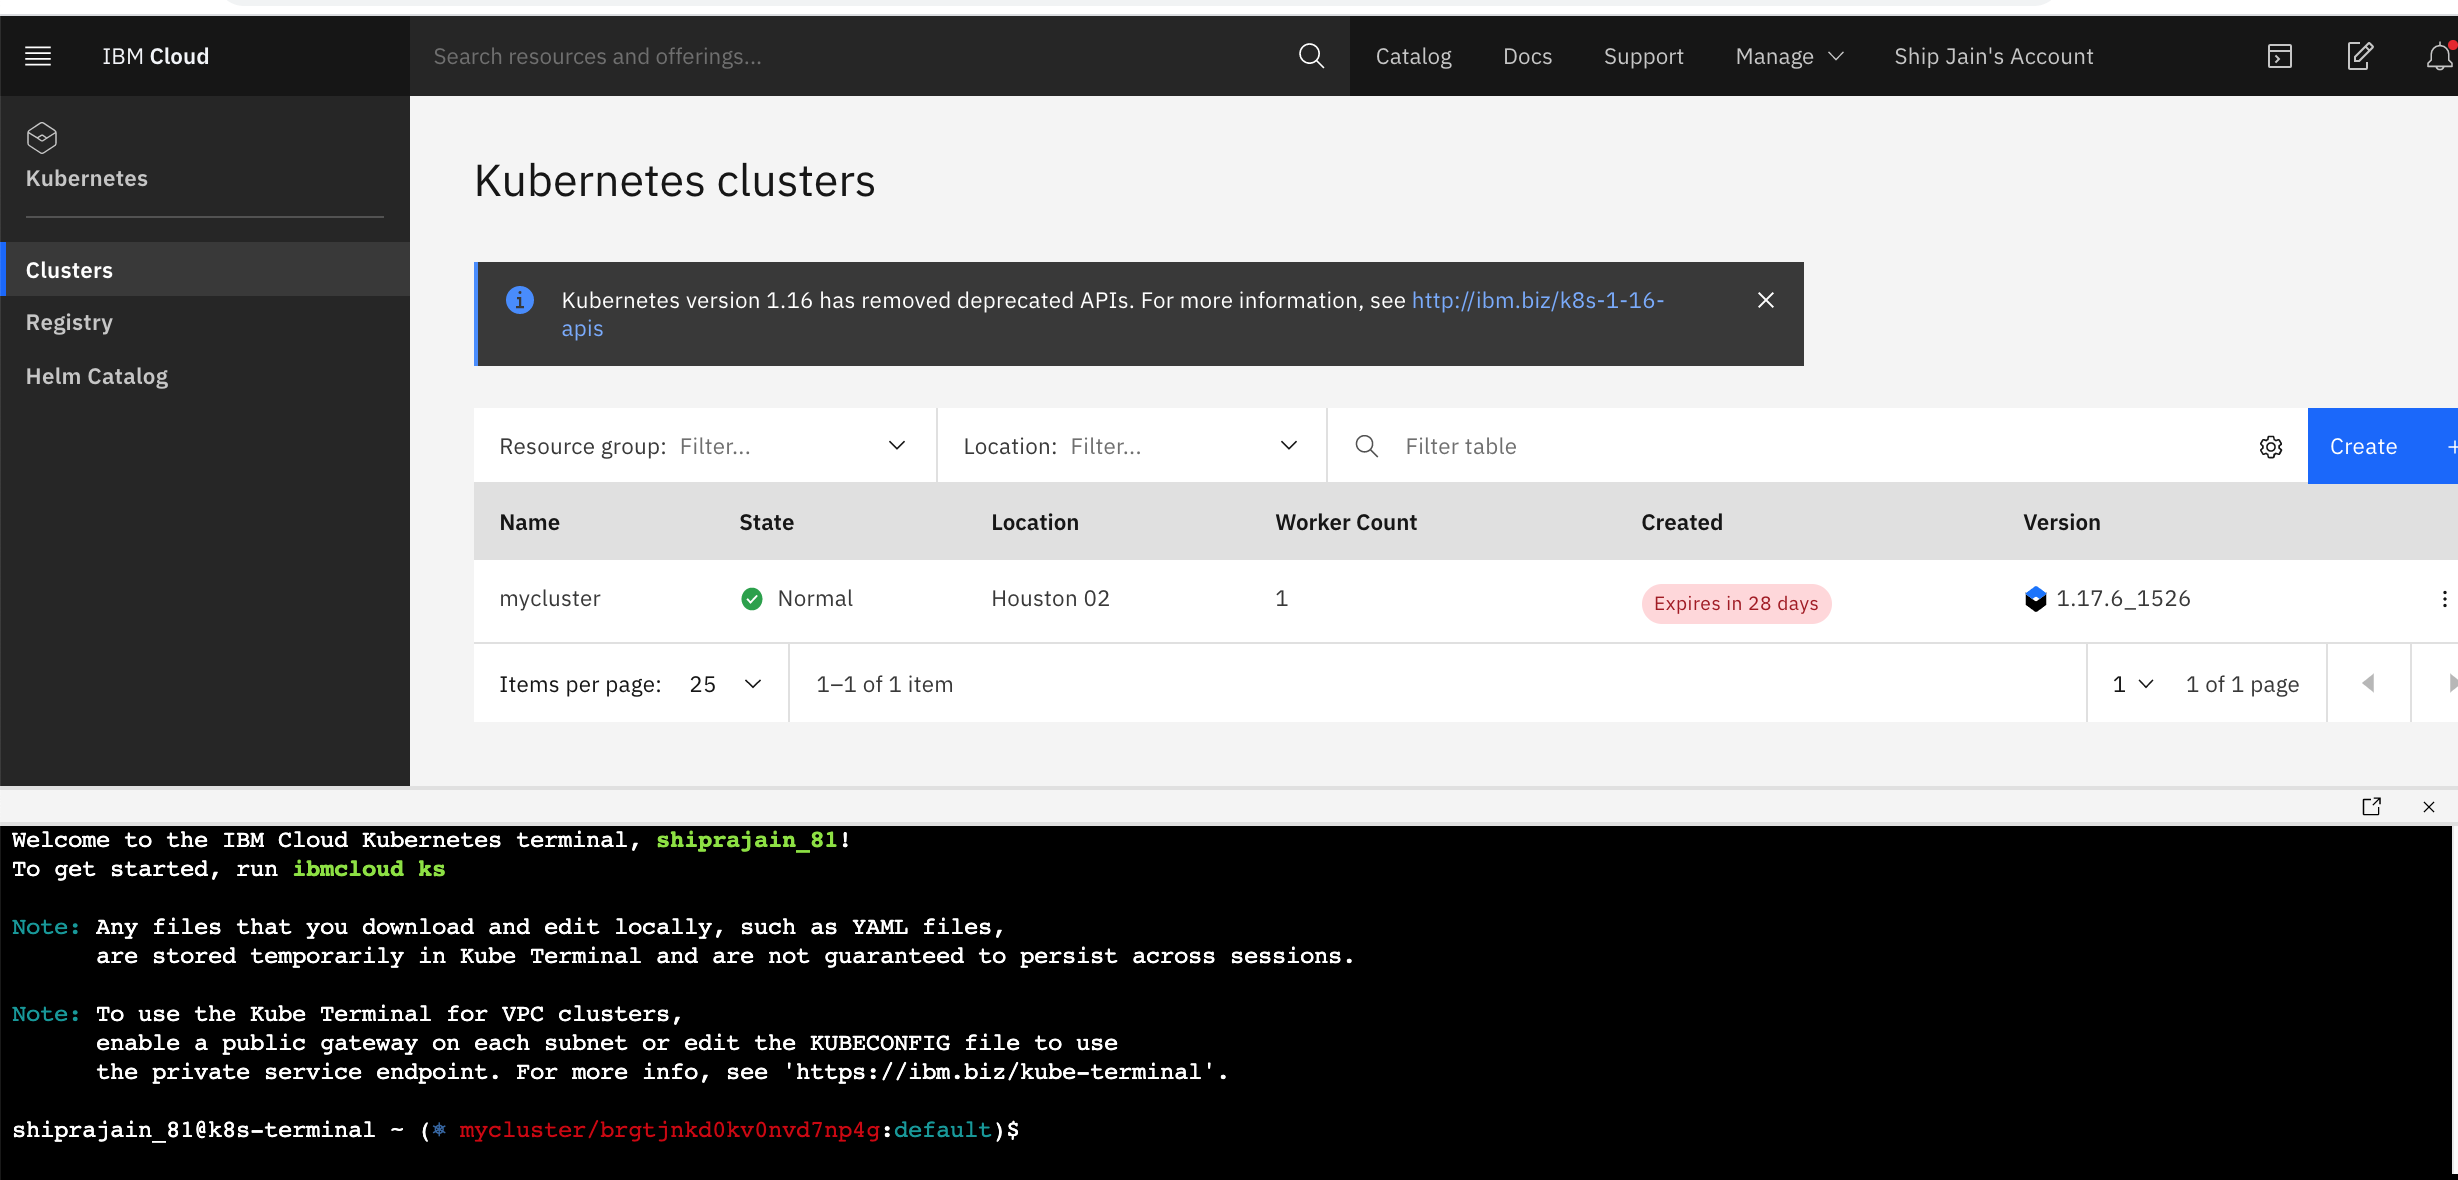 IBM Cloud
Search resources and offerings...
Catalog
Docs
Support
Manage
Ship Jain's Account
Kubernetes
Clusters
Registry
Helm Catalog
Kubernetes clusters
Kubernetes version 1.16 has removed deprecated APIs. For more information, see http://ibm.biz/k8s-1-16-
apis
Resource group: Filter...
Location: Filter...
Filter table
Create +
Name State Location Worker Count Created Version
mycluster Normal Houston 02 1 Expires in 28 days 1.17.6_1526
Items per page: 25 1–1 of 1 item 1 1 of 1 page
Welcome to the IBM Cloud Kubernetes terminal, shiprajain_81!
To get started, run ibmcloud ks
Note: Any files that you download and edit locally, such as YAML files,
are stored temporarily in Kube Terminal and are not guaranteed to persist across sessions.
Note: To use the Kube Terminal for VPC clusters,
enable a public gateway on each subnet or edit the KUBECONFIG file to use
the private service endpoint. For more info, see 'https://ibm.biz/kube-terminal'.
shiprajain_81@k8s-terminal ~ (⎈ mycluster/brgtjnkd0kv0nvd7np4g:default)$